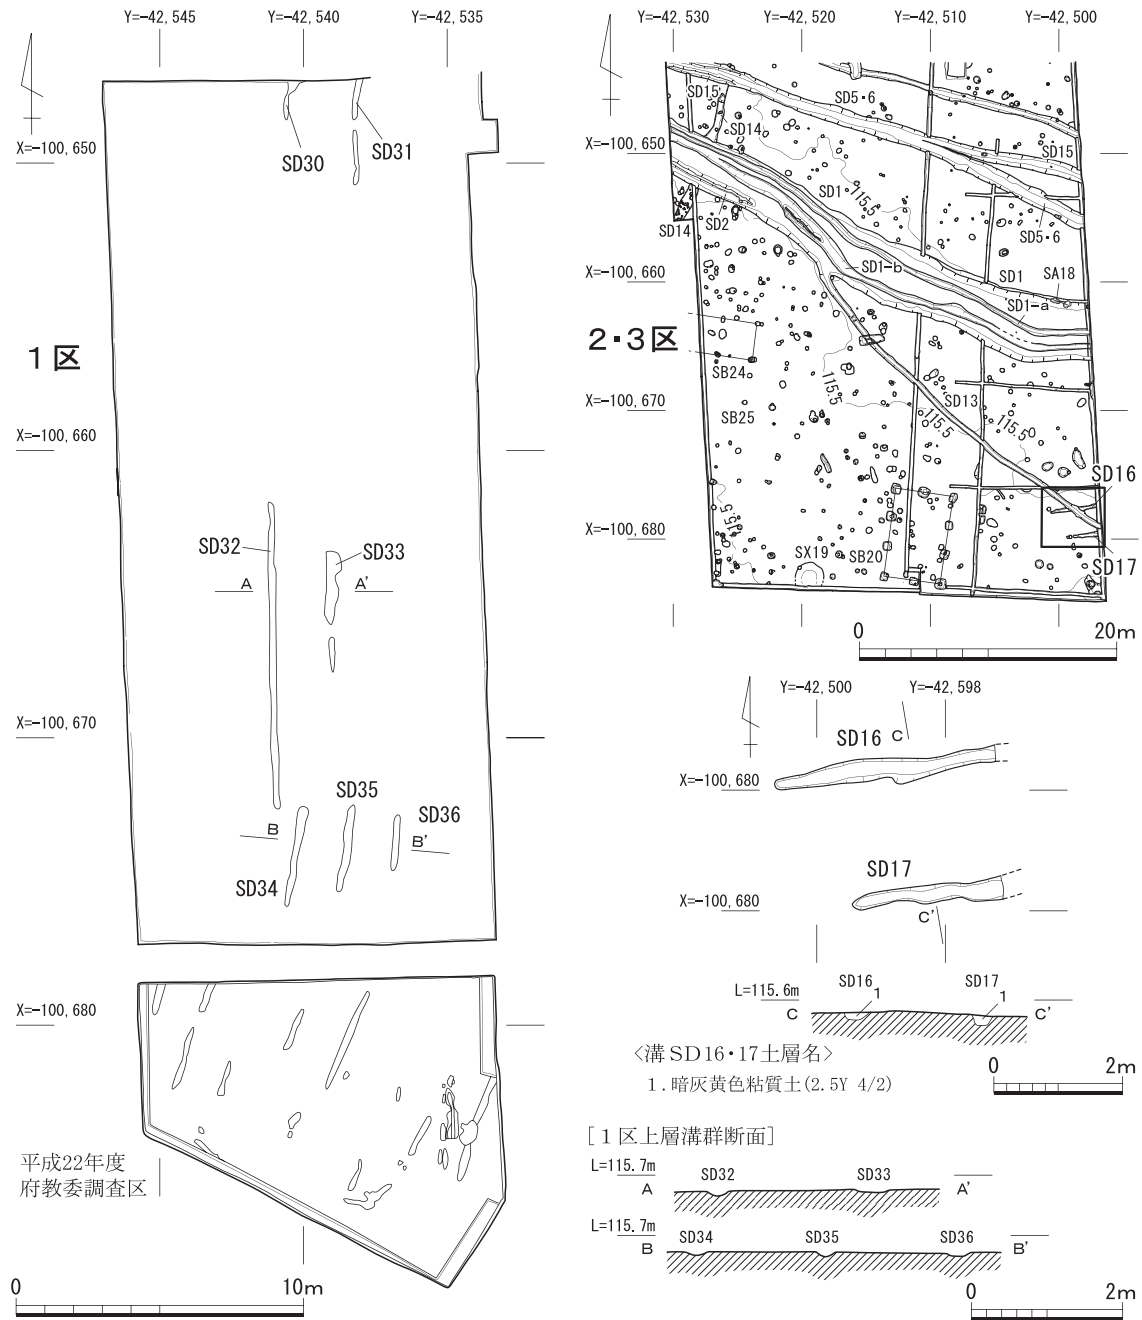 Y=-42,545
Y=-42,540
Y=-42,535
X=-100,650
SD30
SD31
1区
X=-100,660
SD32
SD33
A
A'
X=-100,670
SD35
SD36
B
B'
SD34
X=-100,680
平成22年度
府教委調査区
0
10m
Y=-42,530
Y=-42,520
Y=-42,510
Y=-42,500
SD15
SD5・6
SD14
X=-100,650
SD15
SD1
115.5
SD2
SD14
SD5・6
SD1-b
X=-100,660
SD1
SA18
SD1-a
2・3区
SB24
115.5
X=-100,670
SD13
SB25
115.5
115.5
SD16
115.5
X=-100,680
SX19
SB20
SD17
0
20m
Y=-42,500
Y=-42,598
C
SD16
X=-100,680
SD17
X=-100,680
C'
SD16
SD17
L=115.6m
1
1
C
C'
<溝SD16・17土層名>
1.暗灰黄色粘質土(2.5Y 4/2)
0
2m
[1区上層溝群断面]
L=115.7m
SD32
SD33
A
A'
L=115.7m
SD34
SD35
SD36
B
B'
0
2m